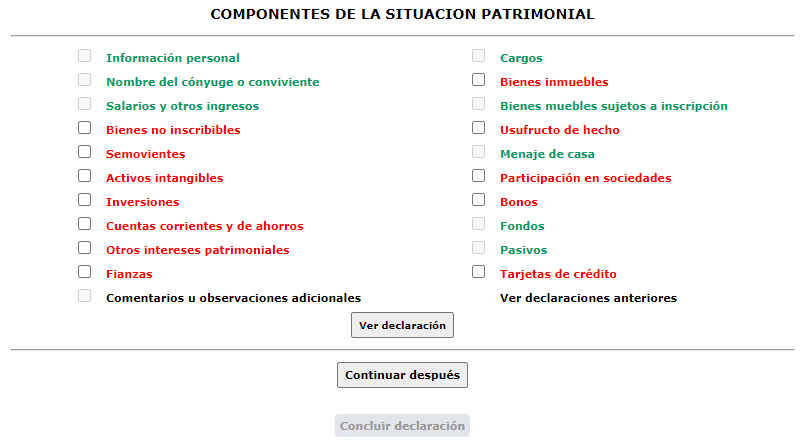 COMPONENTES DE LA SITUACION PATRIMONIAL
Información personal
Cargos
Nombre del cónyuge o conviviente
Bienes inmuebles
Salarios y otros ingresos
Bienes muebles sujetos a inscripción
Bienes no inscribibles
Usufructo de hecho
Semovientes
Menaje de casa
Activos intangibles
Participación en sociedades
Inversiones
Bonos
Cuentas corrientes y de ahorros
Fondos
Otros intereses patrimoniales
Pasivos
Fianzas
Tarjetas de crédito
Comentarios u observaciones adicionales
Ver declaraciones anteriores
Ver declaración
Continuar después
Concluir declaración